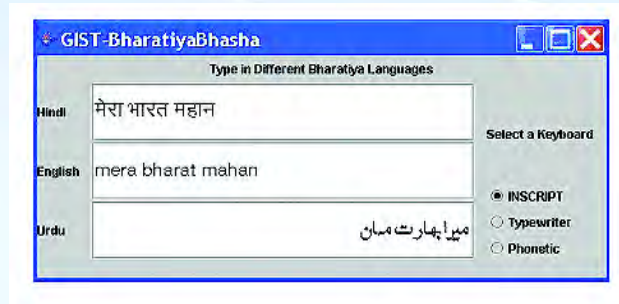 GIST-BharatiyaBhasha
Type in Different Bharatiya Languages
Hindi
मेरा भारत महान
English
mera bharat mahan
Urdu
میرا بھارت مہان
Select a Keyboard
INSCRIPT
Typewriter
Phonetic